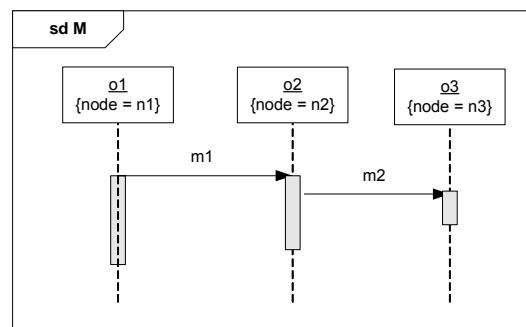 sd M
o1
{node = n1}
o2
{node = n2}
o3
{node = n3}
m1
m2